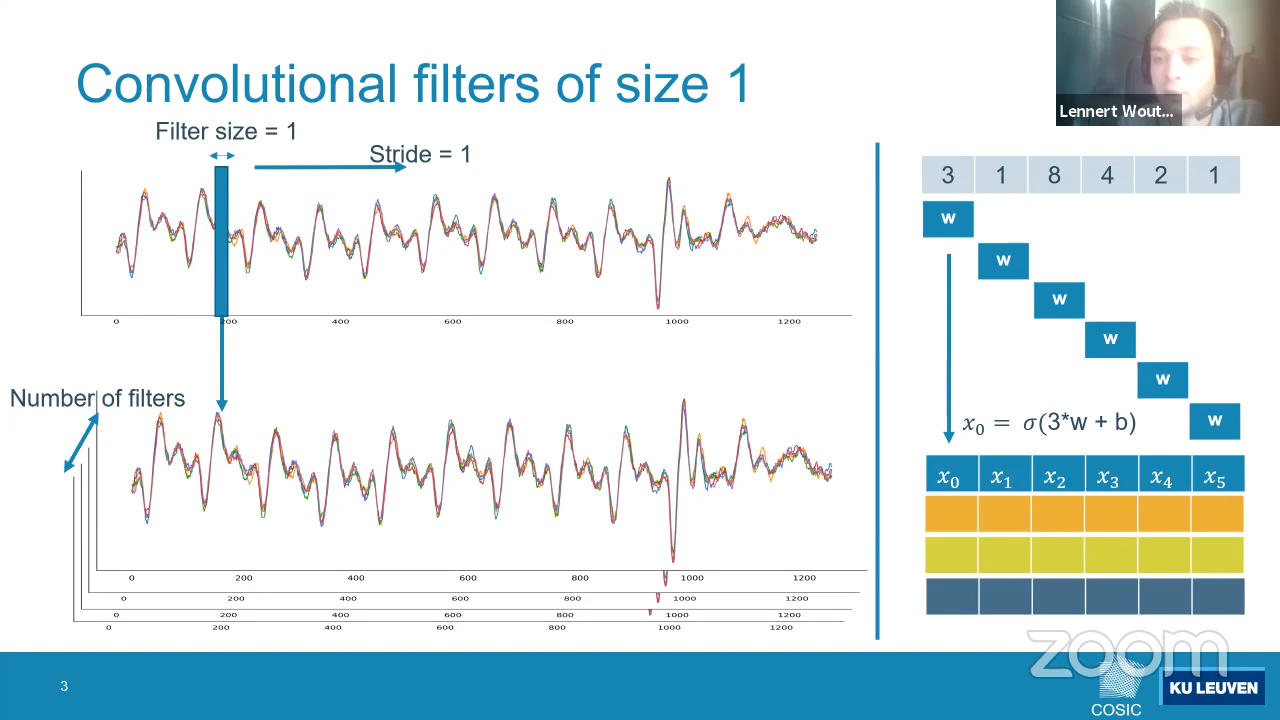 Convolutional filters of size 1
Lennert Wout...
Filter size = 1
Stride = 1
0 200 400 600 800 1000 1200
Number of filters
0 200 400 600 800 1000 1200
0 200 400 600 800 1000 1200
0 200 400 600 800 1000 1200
0 200 400 600 800 1000 1200
3 1 8 4 2 1
w
w
w
w
w
w
x₀ = σ(3*w + b)
x₀ x₁ x₂ x₃ x₄ x₅
zoom
3
COSIC
KU LEUVEN